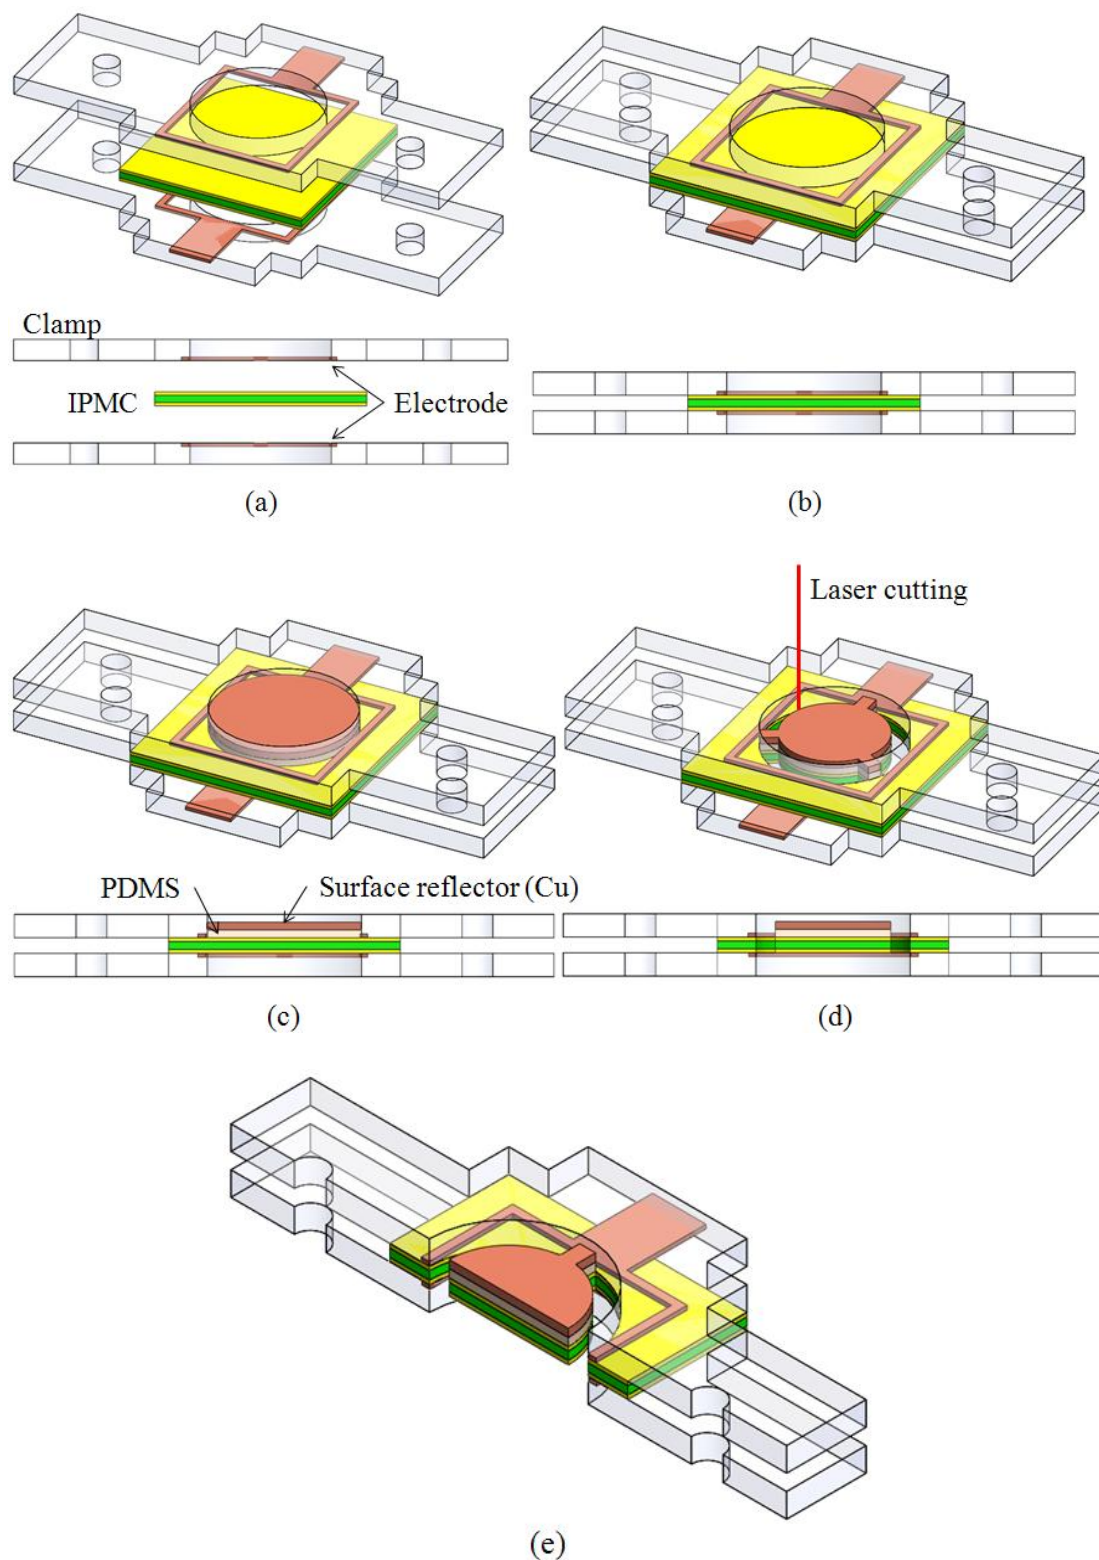 Clamp
IPMC
Electrode
(a)
(b)
Laser cutting
PDMS
Surface reflector (Cu)
(c)
(d)
(e)